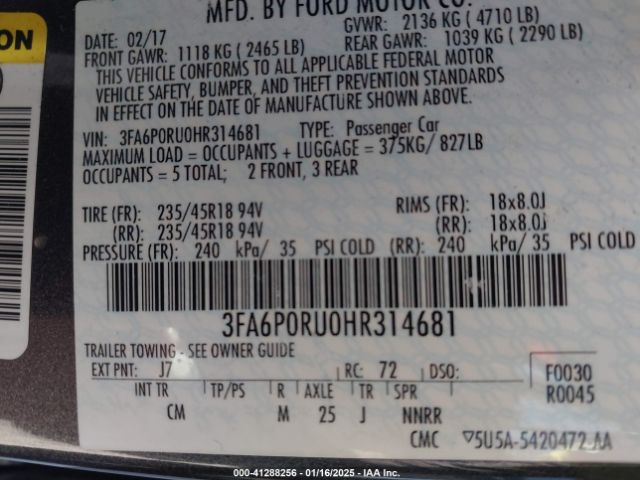 ON
MFD. BY FORD MOTOR CO.
DATE: 02/17
GVWR: 2136 KG ( 4710 LB)
FRONT GAWR: 1118 KG ( 2465 LB)
REAR GAWR: 1039 KG ( 2290 LB)
THIS VEHICLE CONFORMS TO ALL APPLICABLE FEDERAL MOTOR
VEHICLE SAFETY, BUMPER, AND THEFT PREVENTION STANDARDS
IN EFFECT ON THE DATE OF MANUFACTURE SHOWN ABOVE.
VIN: 3FA6P0RU0HR314681 TYPE: Passenger Car
MAXIMUM LOAD = OCCUPANTS + LUGGAGE = 375KG/ 827LB
OCCUPANTS = 5 TOTAL; 2 FRONT, 3 REAR
TIRE (FR): 235/45R18 94V RIMS (FR): 18x8.0J
(RR): 235/45R18 94V (RR): 18x8.0J
PRESSURE (FR): 240 kPa/ 35 PSI COLD (RR): 240 kPa/ 35 PSI COLD
3FA6P0RU0HR314681
TRAILER TOWING - SEE OWNER GUIDE
EXT PNT: J7 RC: 72 DSO: F0030
INT TR TP/PS R AXLE TR SPR R0045
CM M 25 J NNRR
CMC ▽5U5A-5420472-AA
000-41288256 - 01/16/2025 - IAA Inc.